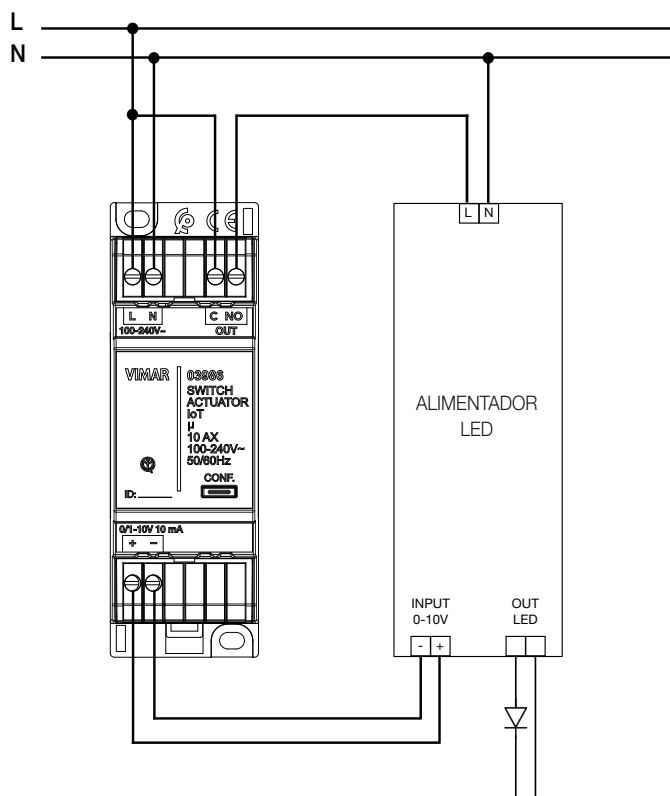 L
N
L N
L N C NO
100-240V~ OUT
VIMAR
03986
SWITCH
ACTUATOR
IoT
μ
10 AX
100-240V~
50/60Hz
CONF.
ID:______
0/1-10V 10 mA
+ -
ALIMENTADOR
LED
INPUT
0-10V
OUT
LED
- +